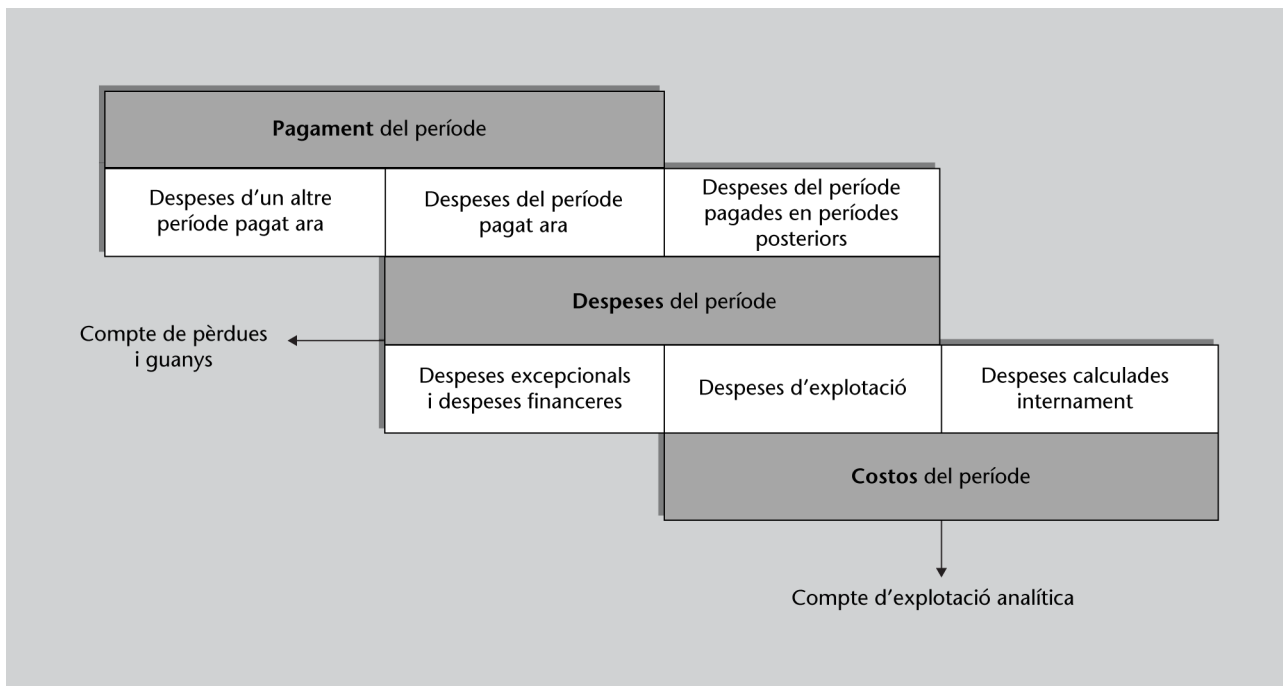 Pagament del període
Despeses d’un altre
període pagat ara
Despeses del període
pagat ara
Despeses del període
pagades en períodes
posteriors
Despeses del període
Compte de pèrdues
i guanys
Despeses excepcionals
i despeses financeres
Despeses d’explotació
Despeses calculades
internament
Costos del període
Compte d’explotació analítica